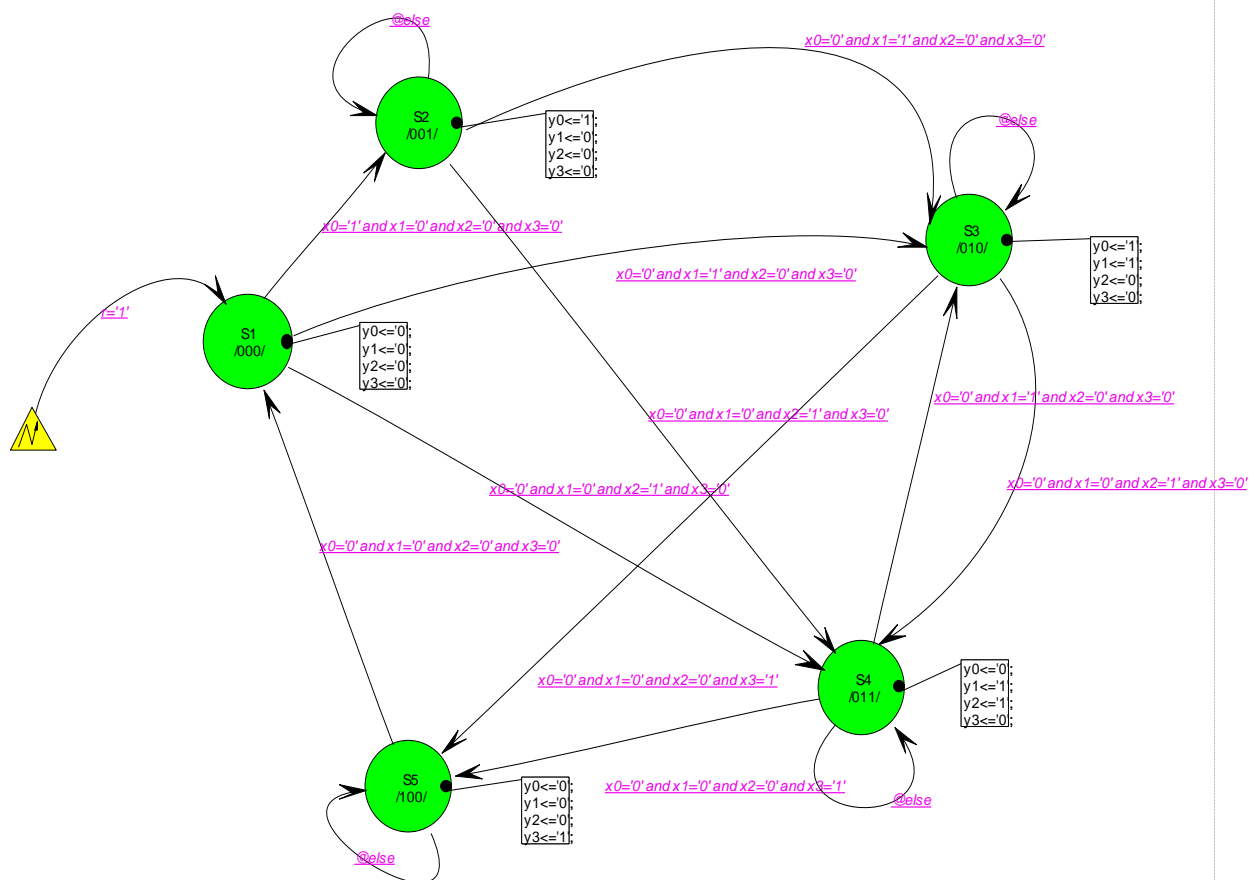 @else
x0='0' and x1='1' and x2='0' and x3='0'
S2
/001/
y0<='1';
y1<='0';
y2<='0';
y3<='0';
@else
x0='1' and x1='0' and x2='0' and x3='0'
S3
/010/
y0<='1';
y1<='1';
y2<='0';
y3<='0';
x0='0' and x1='1' and x2='0' and x3='0'
r='1'
S1
/000/
y0<='0';
y1<='0';
y2<='0';
y3<='0';
x0='0' and x1='1' and x2='0' and x3='0'
x0='0' and x1='0' and x2='1' and x3='0'
x0='0' and x1='0' and x2='1' and x3='0'
x0='0' and x1='0' and x2='1' and x3='0'
x0='0' and x1='0' and x2='0' and x3='0'
x0='0' and x1='0' and x2='0' and x3='1'
S4
/011/
y0<='0';
y1<='1';
y2<='1';
y3<='0';
S5
/100/
y0<='0';
y1<='0';
y2<='0';
y3<='1';
x0='0' and x1='0' and x2='0' and x3='1'
@else
@else